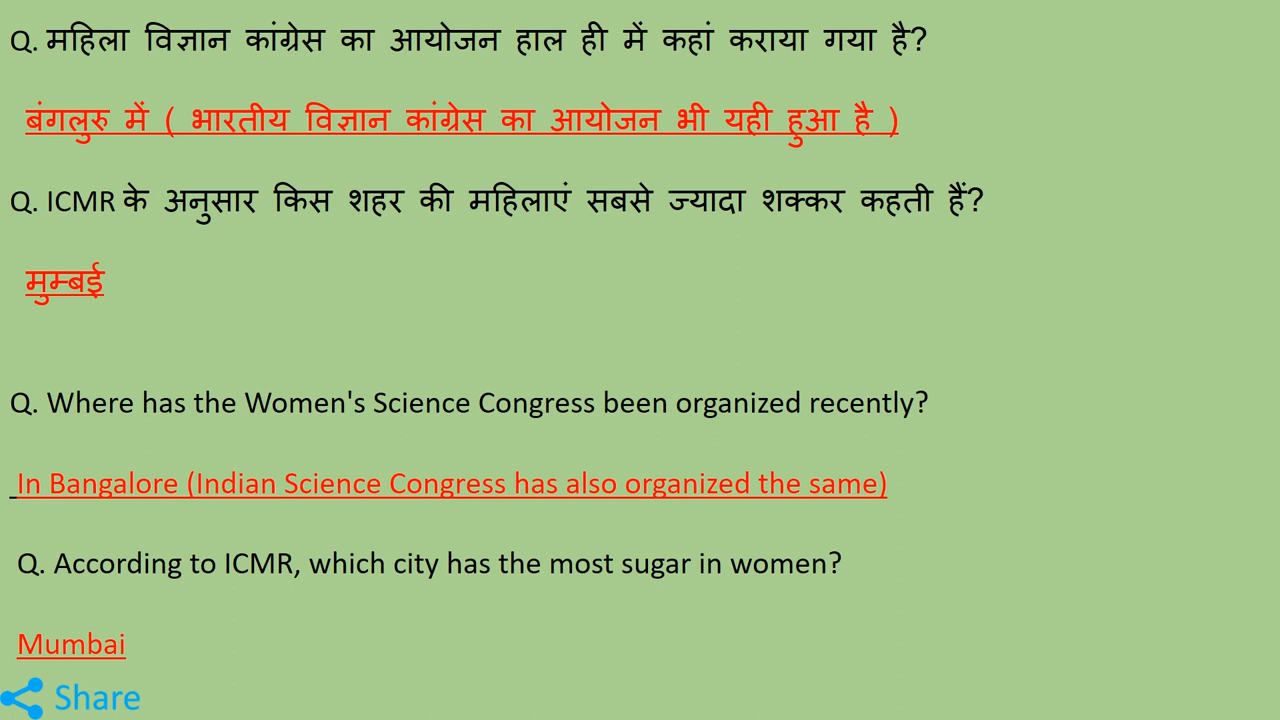 Q. महिला विज्ञान कांग्रेस का आयोजन हाल ही में कहां कराया गया है?
बंगलुरु में ( भारतीय विज्ञान कांग्रेस का आयोजन भी यही हुआ है )
Q. ICMR के अनुसार किस शहर की महिलाएं सबसे ज्यादा शक्कर कहती हैं?
मुम्बई
Q. Where has the Women's Science Congress been organized recently?
In Bangalore (Indian Science Congress has also organized the same)
Q. According to ICMR, which city has the most sugar in women?
Mumbai
Share